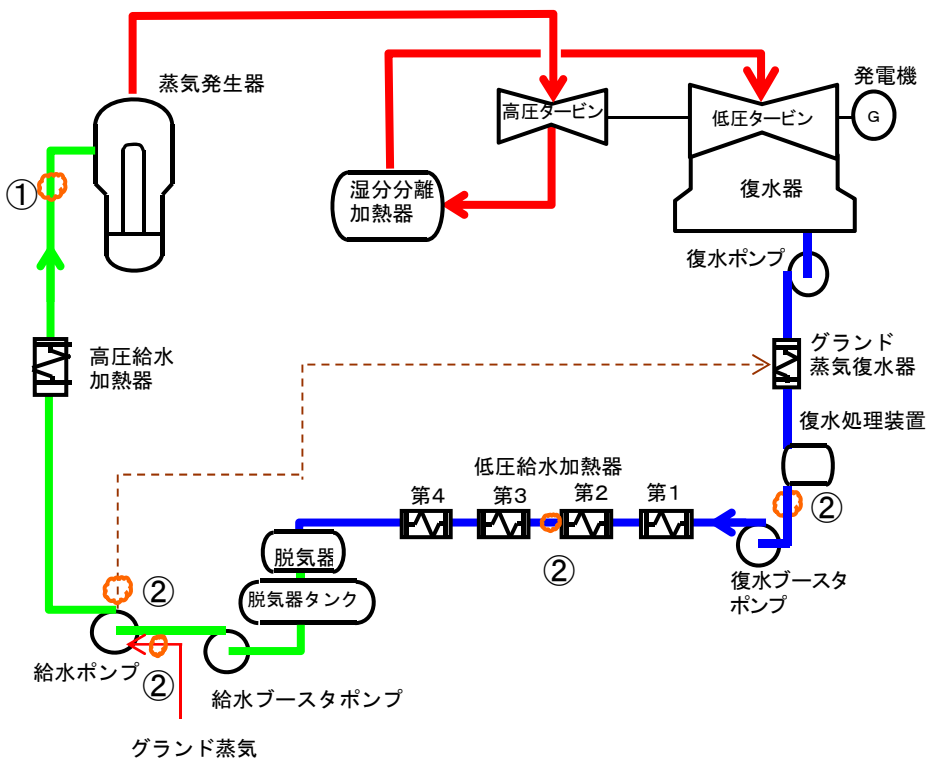 蒸気発生器
発電機
高圧タービン
低圧タービン
G
①
湿分分離
加熱器
復水器
復水ポンプ
高圧給水
加熱器
グランド
蒸気復水器
復水処理装置
低圧給水加熱器
第4 第3 第2 第1
②
脱気器
②
復水ブースタ
ポンプ
②
脱気器タンク
給水ポンプ
②
給水ブースタポンプ
グランド蒸気